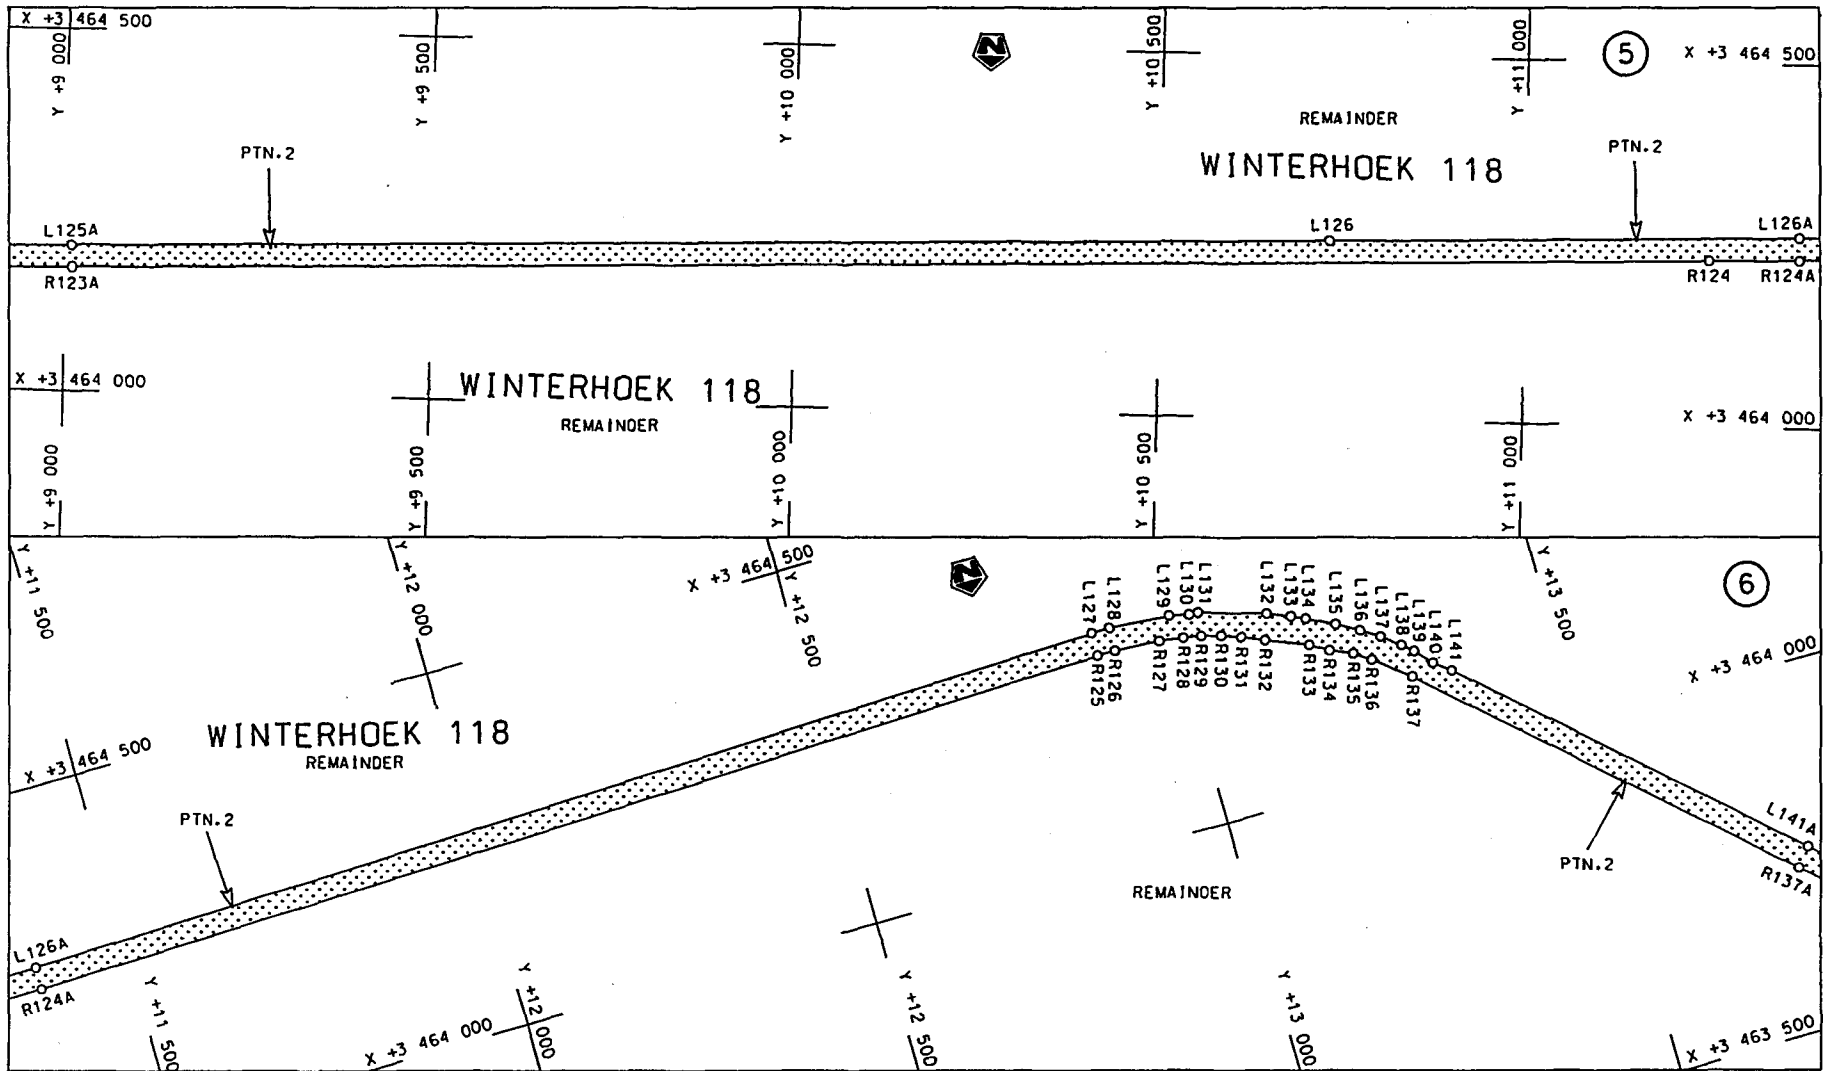 X +3 464 500
Y +9 000
Y +9 500
Y +10 000
N
Y +10 500
Y +11 000
5
X +3 464 500
REMAINDER
WINTERHOEK 118
PTN.2
PTN.2
L125A
L126
L126A
R123A
R124
R124A
X +3 464 000
WINTERHOEK 118
REMAINDER
X +3 464 000
Y +9 000
Y +9 500
Y +10 000
Y +10 500
Y +11 000
Y +11 500
Y +12 000
X +3 464 500
Y +12 500
N
Y +13 500
6
L127
L128
L129
L130
L131
L132
L133
L134
L135
L136
L137
L138
L139
L140
L141
R125
R126
R127
R128
R129
R130
R131
R132
R133
R134
R135
R136
R137
X +3 464 000
WINTERHOEK 118
REMAINDER
X +3 464 500
PTN.2
PTN.2
L141A
R137A
REMAINDER
L126A
R124A
Y +11 500
Y +12 000
X +3 464 000
Y +12 500
Y +13 000
X +3 463 500